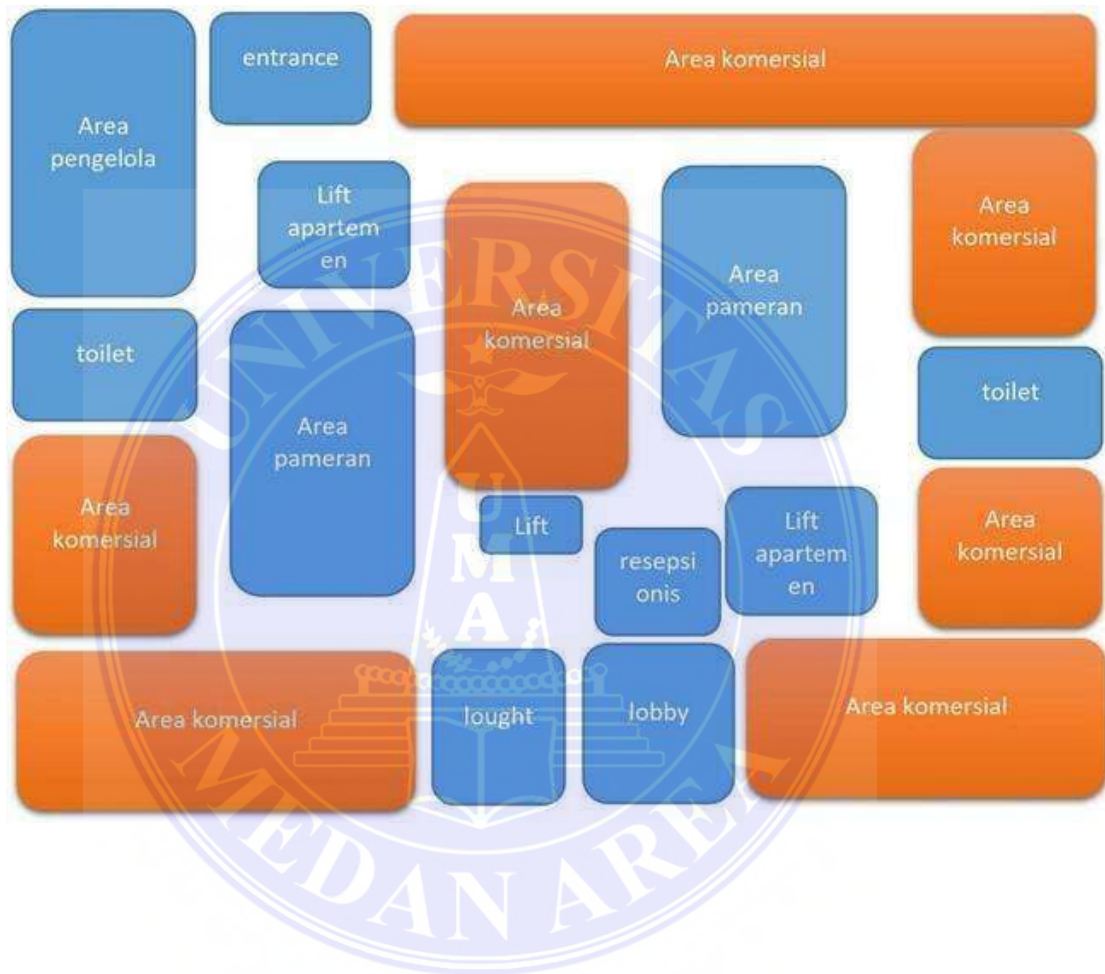 entrance
Area komersial
Area
pengelola
Lift
apartem
en
Area
komersial
Area
pameran
Area
komersial
toilet
Area
pameran
toilet
Area
komersial
Lift
resepsi
onis
Lift
apartem
en
Area
komersial
Area komersial
lought
lobby
Area komersial
UNIVERSITAS
UMA
MEDAN AREA